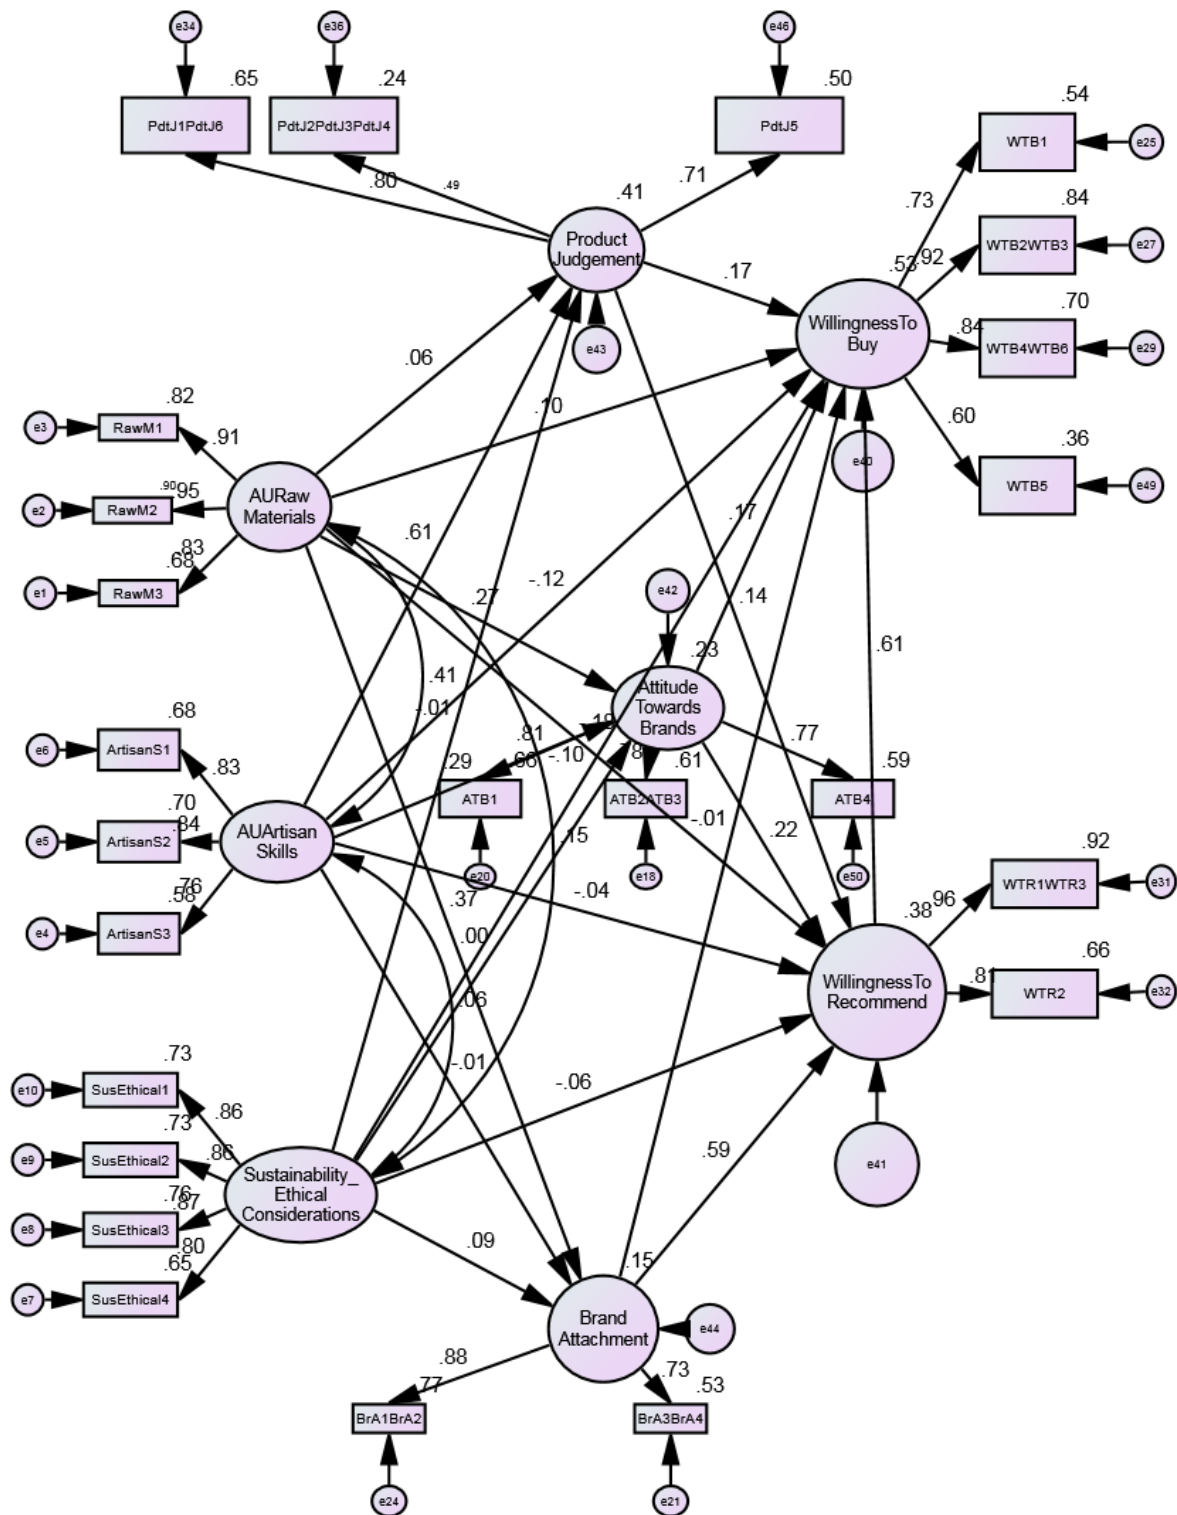 e34
e36
e46
.65
.24
.50
PdtJ1PdtJ6
PdtJ2PdtJ3PdtJ4
PdtJ5
.54
WTB1
e25
.80
.49
.71
.41
.73
.84
Product
Judgement
WTB2WTB3
e27
.53
.92
.17
.70
WillingnessTo
Buy
.84
WTB4WTB6
e29
e43
.06
.82
.10
.60
.36
e3
RawM1
.91
e40
WTB5
e49
AURaw
Materials
.90
.95
e2
RawM2
.61
.17
.83
.68
e1
RawM3
-.12
.27
e42
.14
.61
.23
.41
-.01
Attitude
Towards
Brands
.68
e6
ArtisanS1
.83
.81
.29
.66
-.10
.61
.77
.59
ATB1
ATB2ATB3
ATB4
.70
e5
ArtisanS2
.84
AUArtisan
Skills
-.01
.22
.15
e20
e18
e50
.76
.58
e4
ArtisanS3
.37
-.04
.92
WTR1WTR3
e31
.00
.38
.96
.06
.66
WillingnessTo
Recommend
.81
WTR2
e32
.73
-.01
-.06
e10
SusEthical1
.86
.73
e9
SusEthical2
.86
.59
e41
Sustainability_
Ethical
Considerations
.76
.87
e8
SusEthical3
.80
.65
.09
.15
e7
SusEthical4
Brand
Attachment
e44
.88
.77
.73
.53
BrA1BrA2
BrA3BrA4
e24
e21